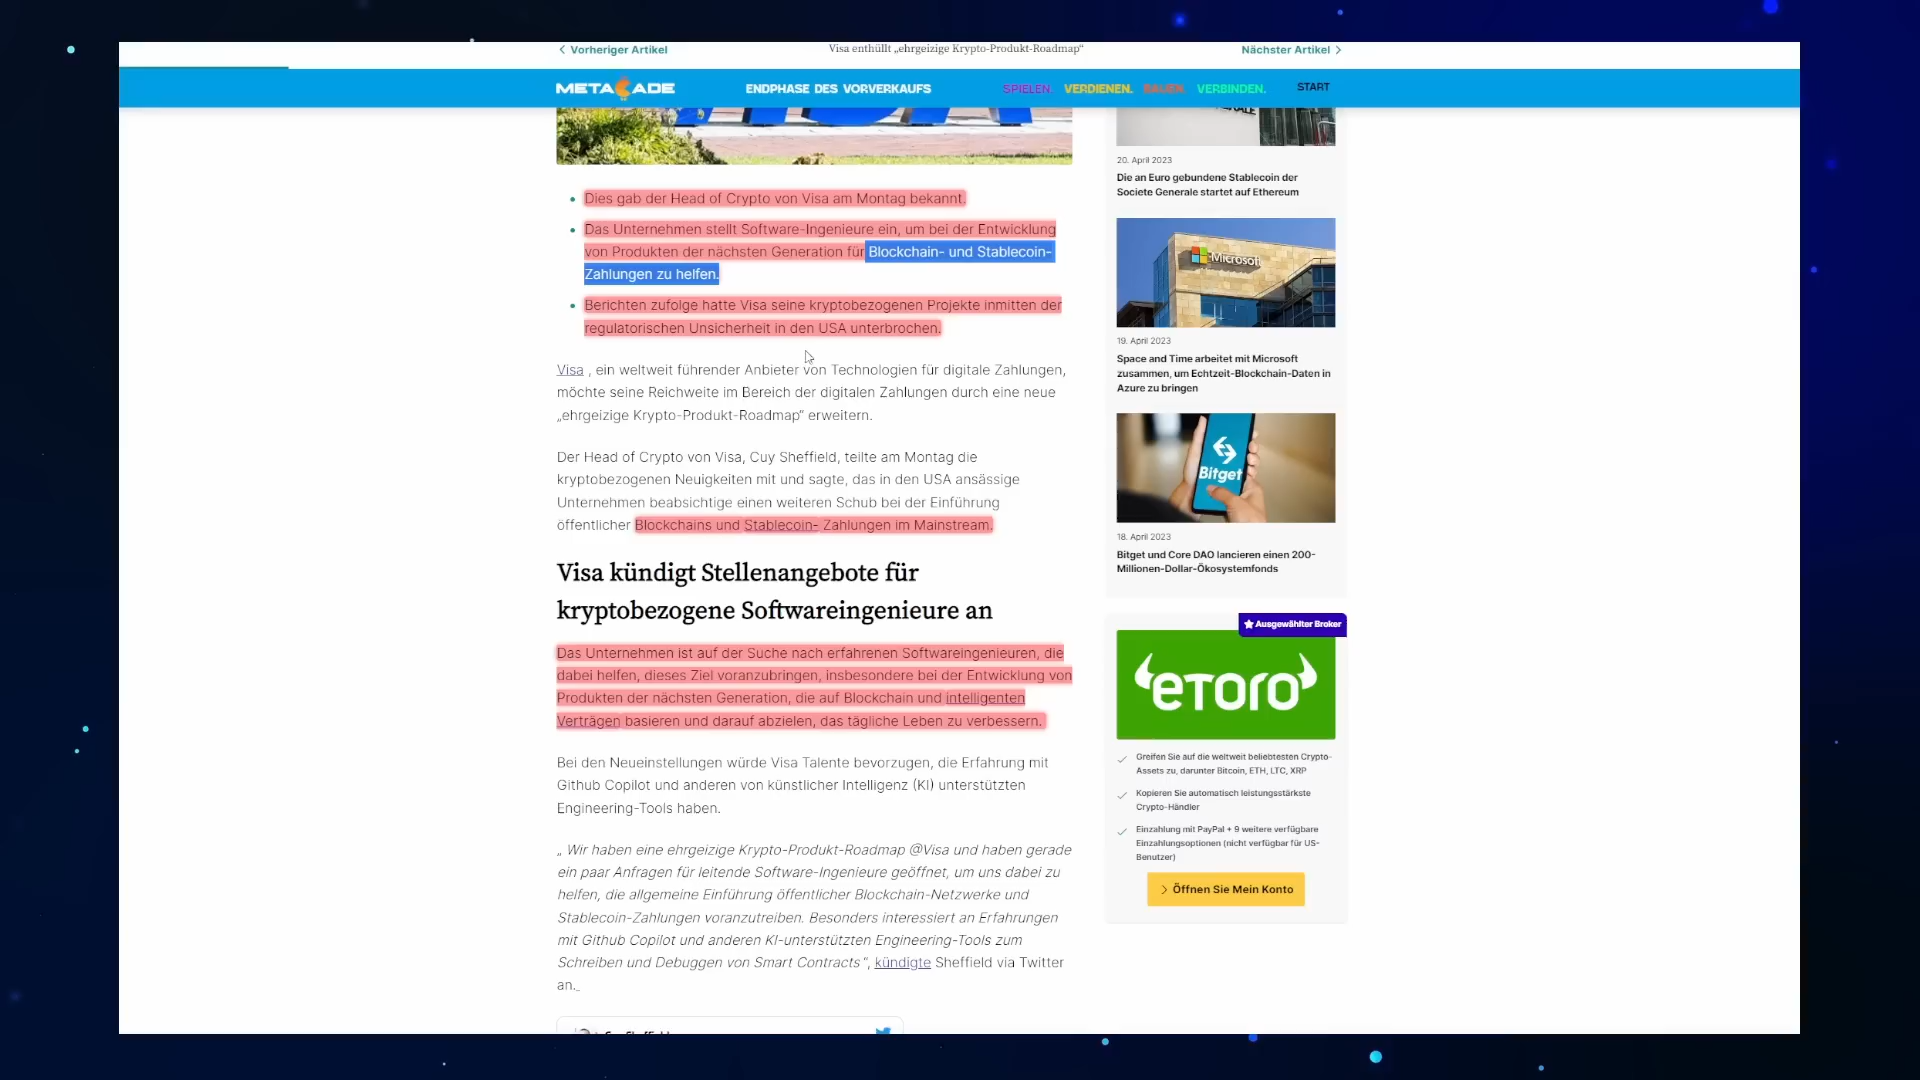 Vorheriger Artikel
Visa enthüllt „ehrgeizige Krypto-Produkt-Roadmap“
Nächster Artikel
METACADE
ENDPHASE DES VORVERKAUFS
SPIELEN. VERDIENEN. BAUEN. VERBINDEN.
START
Dies gab der Head of Crypto von Visa am Montag bekannt.
Das Unternehmen stellt Software-Ingenieure ein, um bei der Entwicklung
von Produkten der nächsten Generation für Blockchain- und Stablecoin-
Zahlungen zu helfen.
Berichten zufolge hatte Visa seine kryptobezogenen Projekte inmitten der
regulatorischen Unsicherheit in den USA unterbrochen.
Visa , ein weltweit führender Anbieter von Technologien für digitale Zahlungen,
möchte seine Reichweite im Bereich der digitalen Zahlungen durch eine neue
„ehrgeizige Krypto-Produkt-Roadmap“ erweitern.
Der Head of Crypto von Visa, Cuy Sheffield, teilte am Montag die
kryptobezogenen Neuigkeiten mit und sagte, das in den USA ansässige
Unternehmen beabsichtige einen weiteren Schub bei der Einführung
öffentlicher Blockchains und Stablecoin- Zahlungen im Mainstream.
Visa kündigt Stellenangebote für
kryptobezogene Softwareingenieure an
Das Unternehmen ist auf der Suche nach erfahrenen Softwareingenieuren, die
dabei helfen, dieses Ziel voranzubringen, insbesondere bei der Entwicklung von
Produkten der nächsten Generation, die auf Blockchain und intelligenten
Verträgen basieren und darauf abzielen, das tägliche Leben zu verbessern.
Bei den Neueinstellungen würde Visa Talente bevorzugen, die Erfahrung mit
Github Copilot und anderen von künstlicher Intelligenz (KI) unterstützten
Engineering-Tools haben.
„ Wir haben eine ehrgeizige Krypto-Produkt-Roadmap @Visa und haben gerade
ein paar Anfragen für leitende Software-Ingenieure geöffnet, um uns dabei zu
helfen, die allgemeine Einführung öffentlicher Blockchain-Netzwerke und
Stablecoin-Zahlungen voranzutreiben. Besonders interessiert an Erfahrungen
mit Github Copilot und anderen KI-unterstützten Engineering-Tools zum
Schreiben und Debuggen von Smart Contracts “, kündigte Sheffield via Twitter
an.
20. April 2023
Die an Euro gebundene Stablecoin der
Societe Generale startet auf Ethereum
Microsoft
19. April 2023
Space and Time arbeitet mit Microsoft
zusammen, um Echtzeit-Blockchain-Daten in
Azure zu bringen
Bitget
18. April 2023
Bitget und Core DAO lancieren einen 200-
Millionen-Dollar-Ökosystemfonds
Ausgewählter Broker
eToro
Greifen Sie auf die weltweit beliebtesten Crypto-
Assets zu, darunter Bitcoin, ETH, LTC, XRP
Kopieren Sie automatisch leistungsstärkste
Crypto-Händler
Einzahlung mit PayPal + 9 weitere verfügbare
Einzahlungsoptionen (nicht verfügbar für US-
Benutzer)
Öffnen Sie Mein Konto